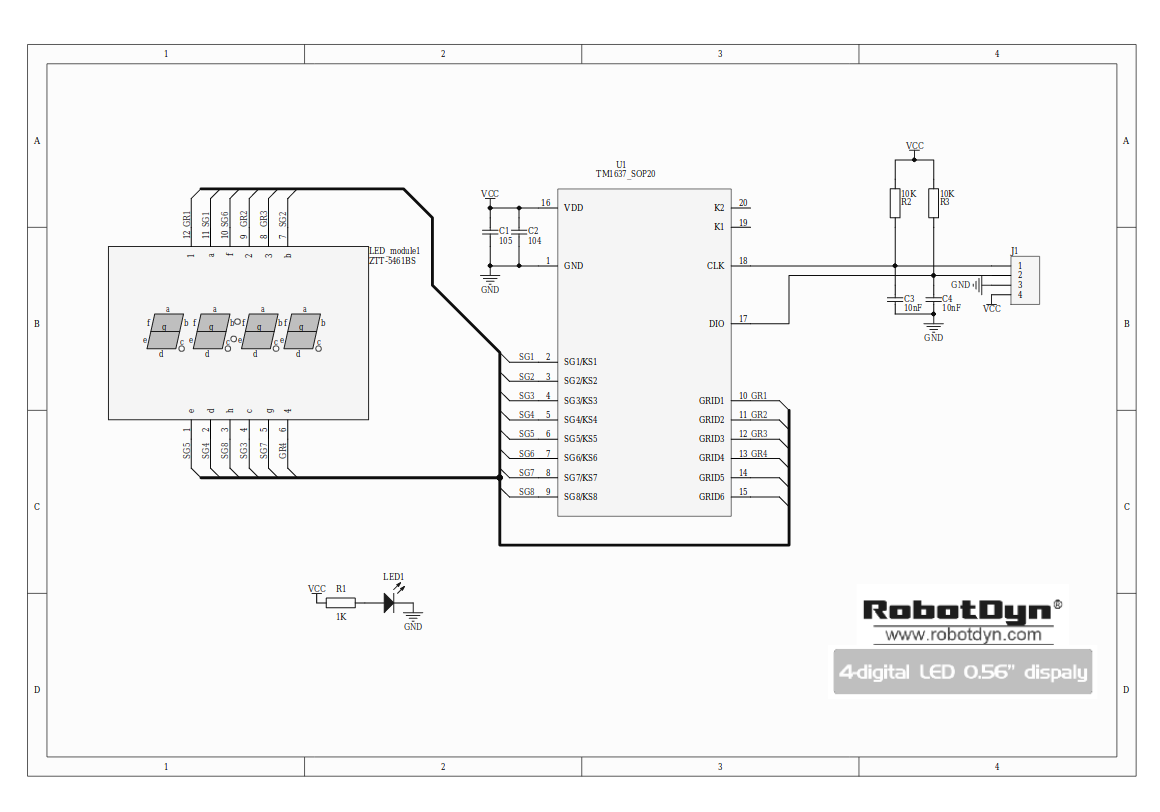 1 2 3 4
A A
B B
C C
D D
1 2 3 4
12 GR1
11 SG1
10 SG6
9 GR2
8 GR3
7 SG2
1 a f 2 3 b
LED_module1
ZTT-5461BS
a a a a
f g b f g b f g b f g b
e d c e d c e d c e d c
e d h c g 4
SG5 1
SG4 2
SG8 3
SG3 4
SG7 5
GR4 6
VCC
C1
105
C2
104
GND
U1
TM1637_SOP20
16 VDD
1 GND
SG1 2 SG1/KS1
SG2 3 SG2/KS2
SG3 4 SG3/KS3
SG4 5 SG4/KS4
SG5 6 SG5/KS5
SG6 7 SG6/KS6
SG7 8 SG7/KS7
SG8 9 SG8/KS8
K2 20
K1 19
CLK 18
DIO 17
GRID1 10 GR1
GRID2 11 GR2
GRID3 12 GR3
GRID4 13 GR4
GRID5 14
GRID6 15
VCC
10K
R2
10K
R3
J1
1
2
3
4
GND
VCC
C3
10nF
C4
10nF
GND
VCC R1
1K
LED1
GND
RobotDyn®
www.robotdyn.com
4-digital LED 0.56" dispaly